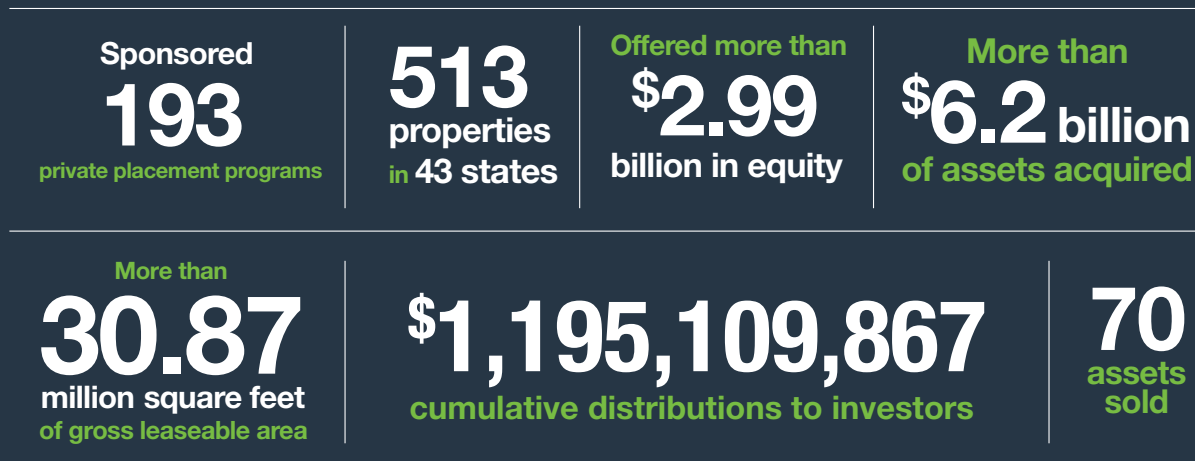 Sponsored
193
private placement programs
513
properties
in 43 states
Offered more than
$2.99
billion in equity
More than
$6.2 billion
of assets acquired
More than
30.87
million square feet
of gross leaseable area
$1,195,109,867
cumulative distributions to investors
70
assets
sold